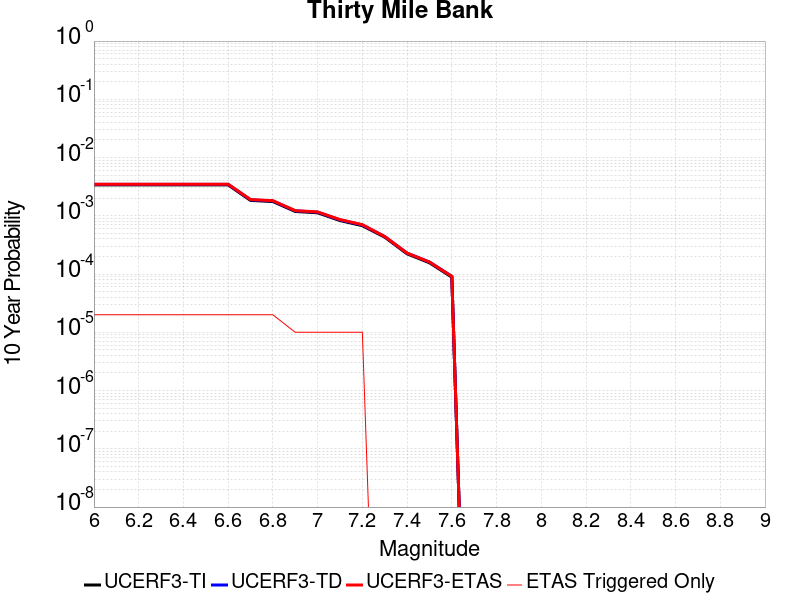 Thirty Mile Bank
10 0
10 -1
10 -2
10 -3
10 -4
10 -5
10 -6
10 -7
10 -8
10 Year Probability
6 6.2 6.4 6.6 6.8 7 7.2 7.4 7.6 7.8 8 8.2 8.4 8.6 8.8 9
Magnitude
UCERF3-TI UCERF3-TD UCERF3-ETAS ETAS Triggered Only